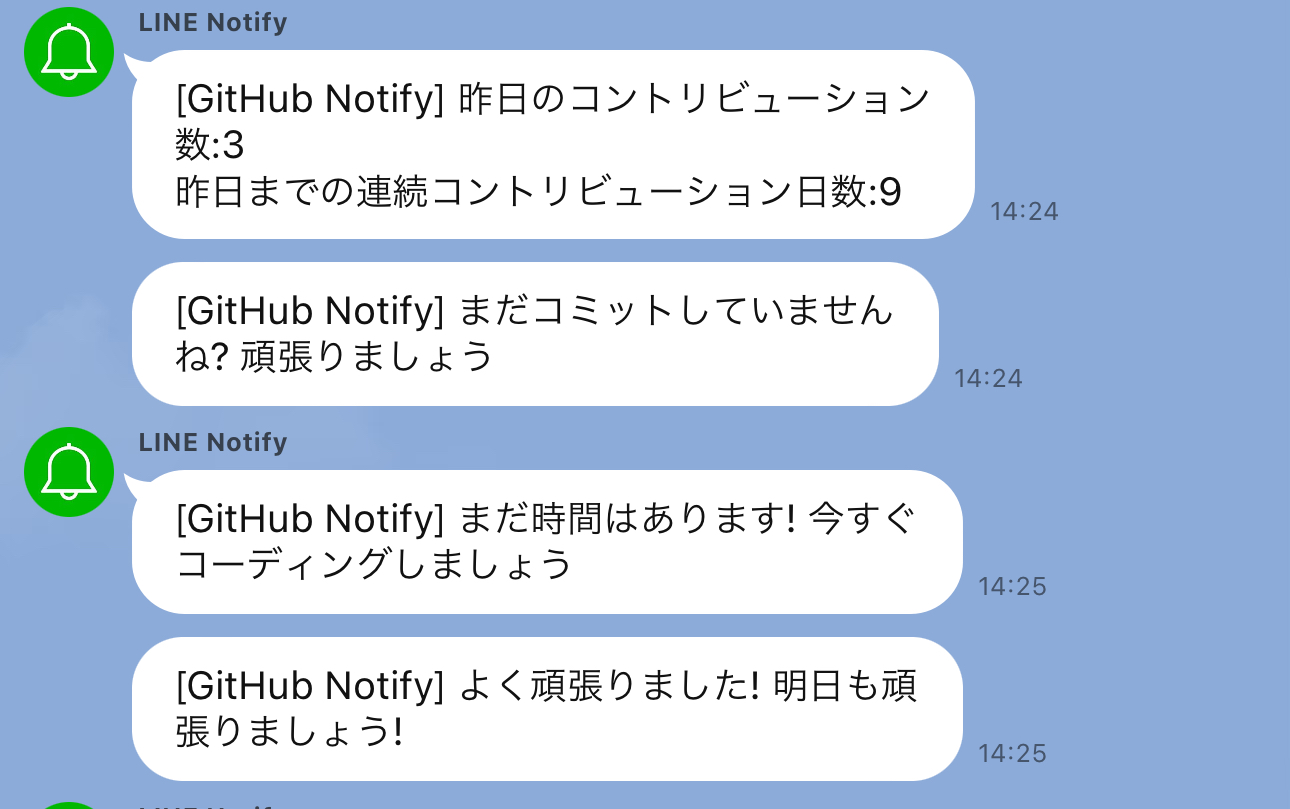 LINE Notify
[GitHub Notify] 昨日のコントリビューション
数:3
昨日までの連続コントリビューション日数:9
14:24
[GitHub Notify] まだコミットしていません
ね? 頑張りましょう
14:24
LINE Notify
[GitHub Notify] まだ時間はあります! 今すぐ
コーディングしましょう
14:25
[GitHub Notify] よく頑張りました! 明日も頑
張りましょう!
14:25